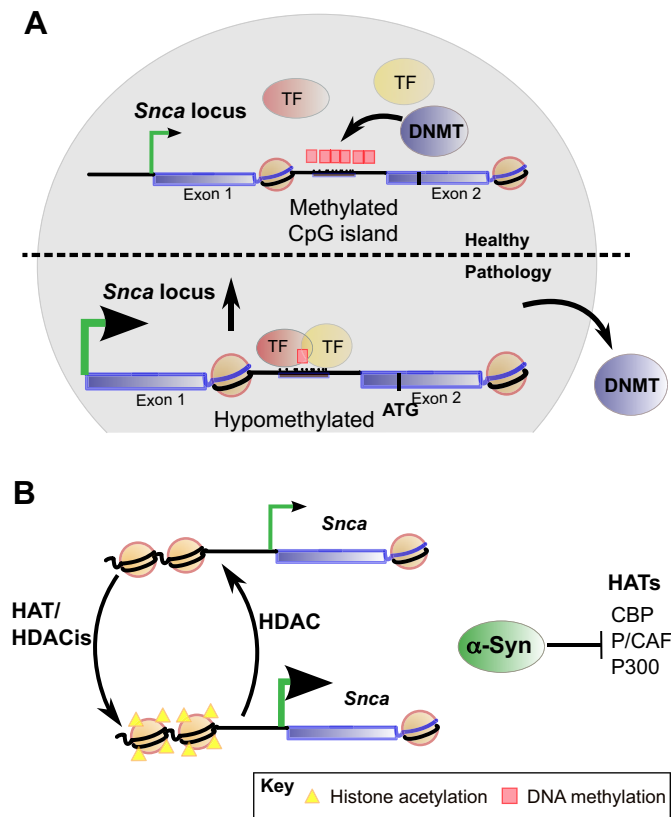 A
TF
TF
Snca locus
DNMT
Exon 1
Exon 2
Methylated
CpG island
Healthy
Pathology
Snca locus
TF
TF
DNMT
Exon 1
ATG
Exon 2
Hypomethylated
B
Snca
HAT/
HDACis
HDAC
α-Syn
HATs
CBP
P/CAF
P300
Snca
Key
Histone acetylation
DNA methylation